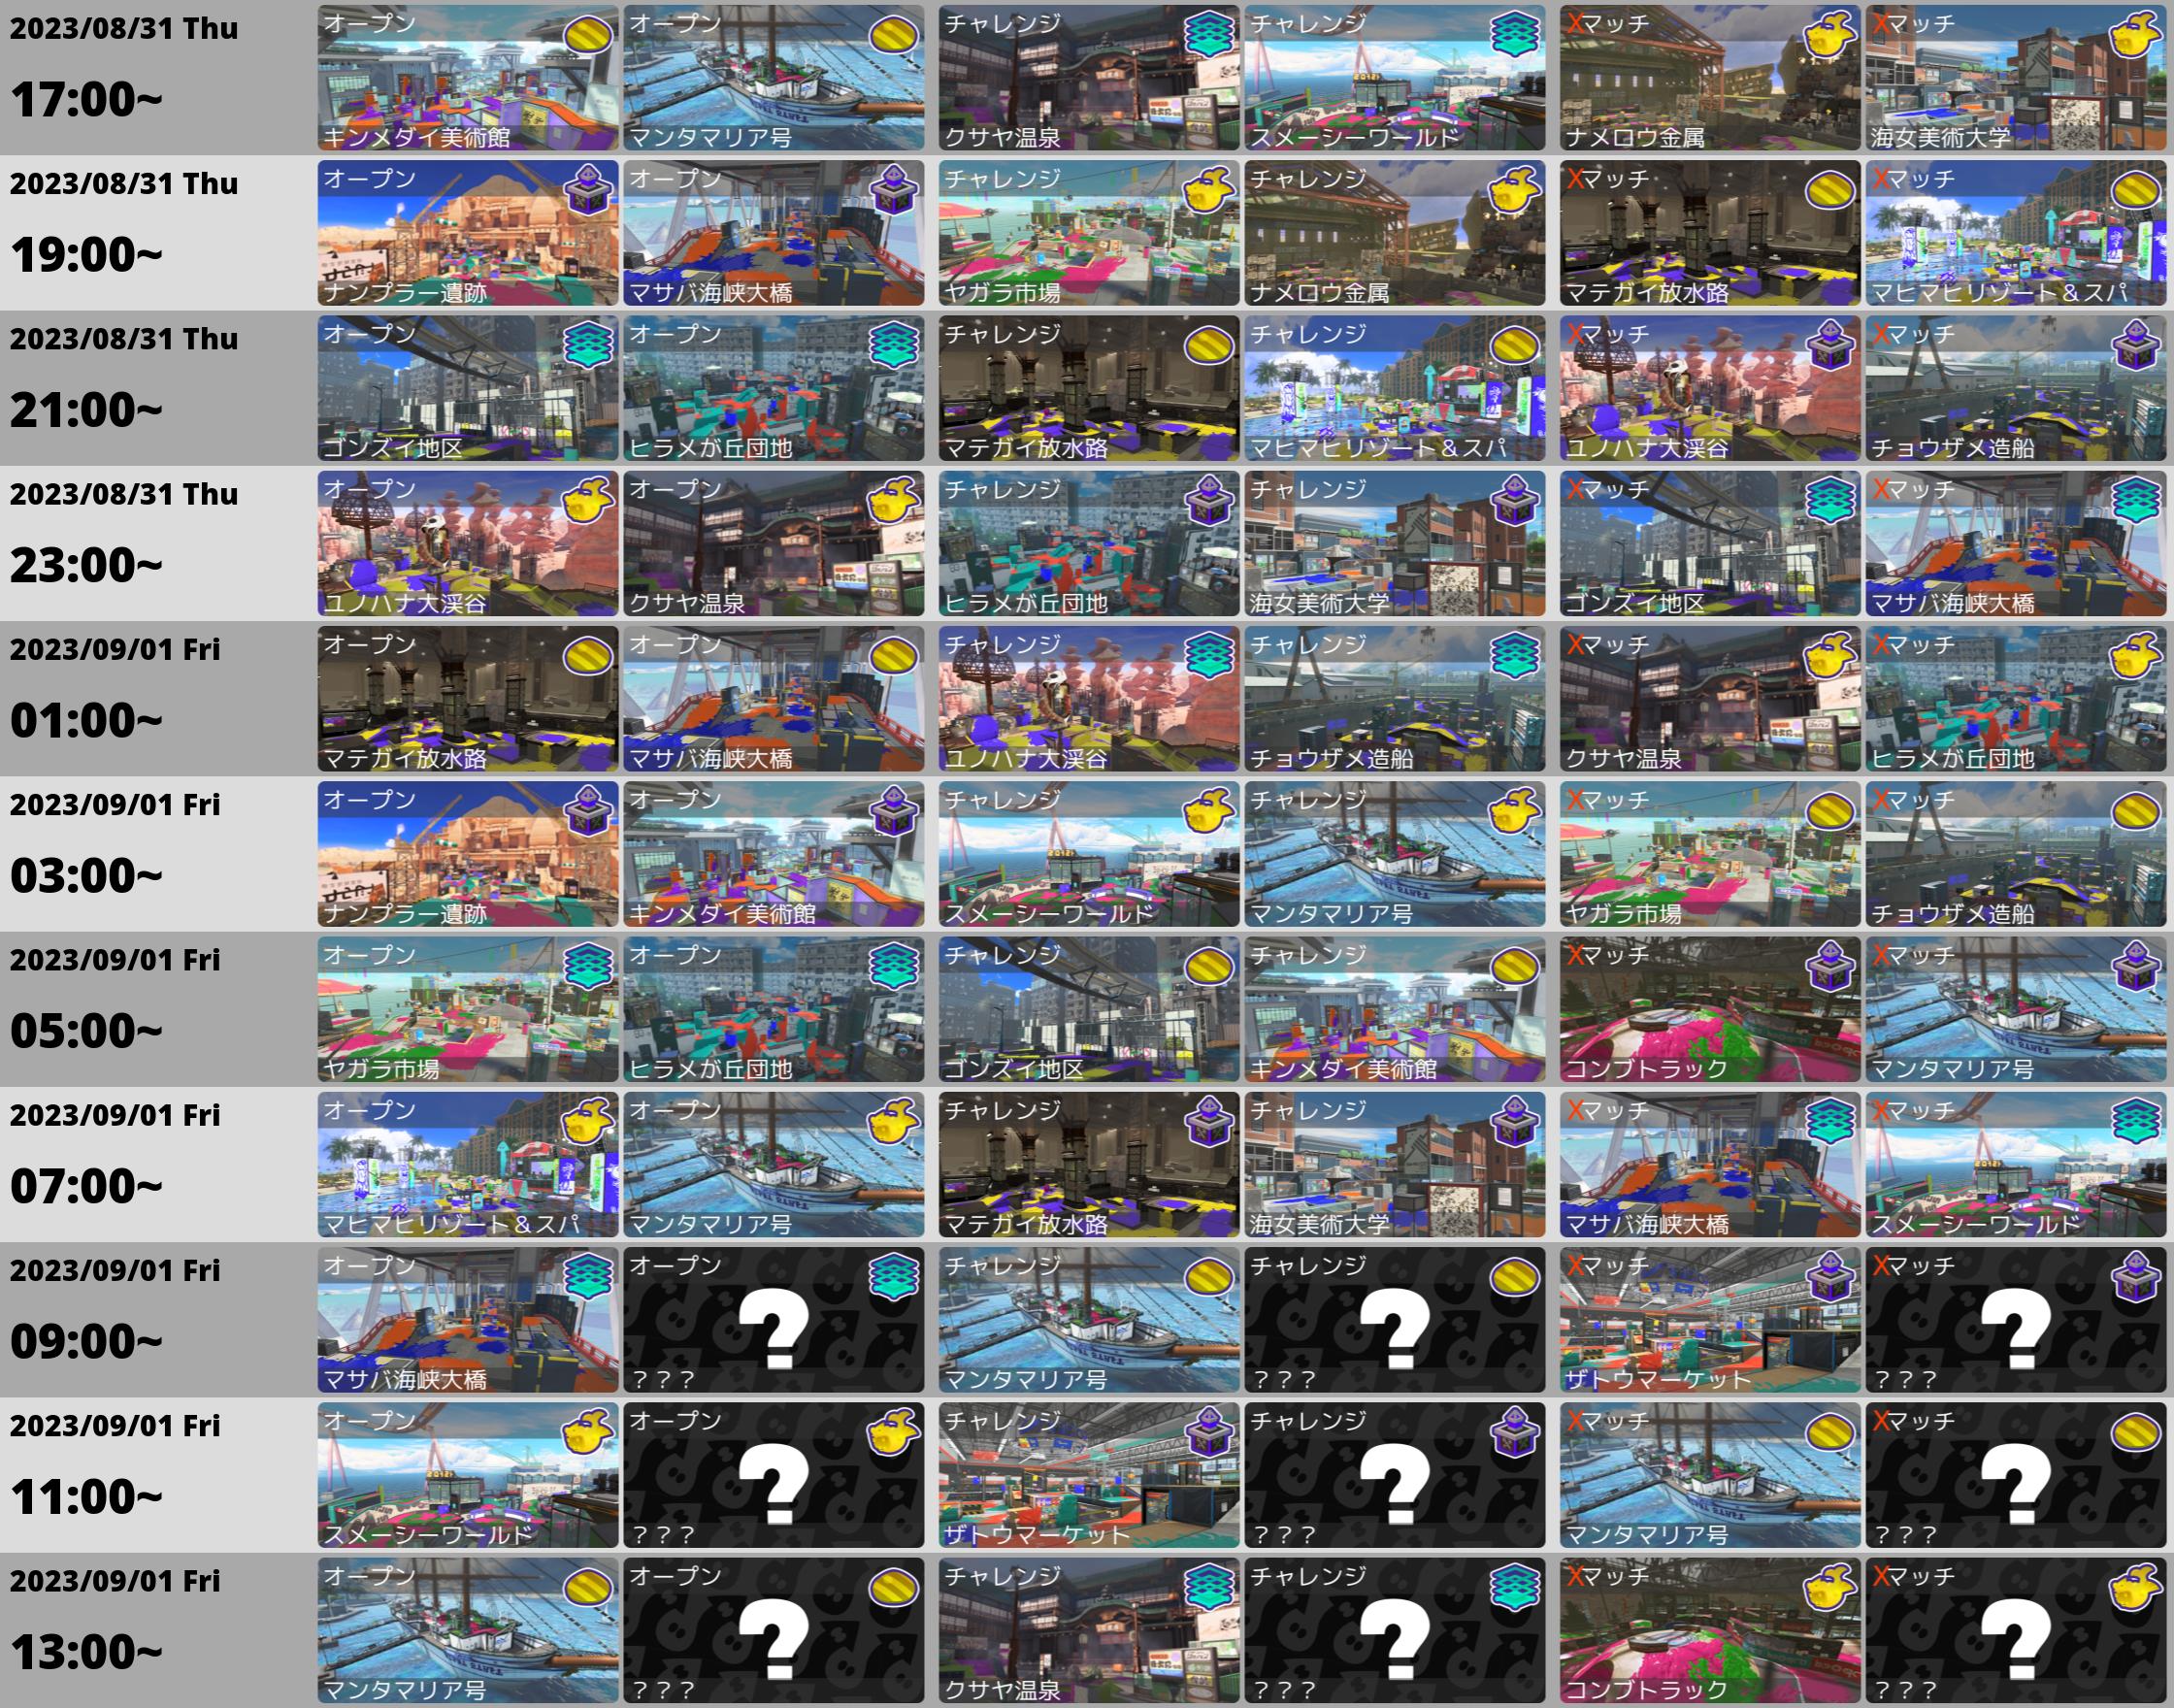 2023/08/31 Thu
17:00~
オープン オープン チャレンジ チャレンジ Xマッチ Xマッチ
キンメダイ美術館 マンタマリア号 クサヤ温泉 スメーシーワールド ナメロウ金属 海女美術大学
2023/08/31 Thu
19:00~
オープン オープン チャレンジ チャレンジ Xマッチ Xマッチ
ナンプラー遺跡 マサバ海峡大橋 ヤガラ市場 ナメロウ金属 マテガイ放水路 マヒマヒリゾート&スパ
2023/08/31 Thu
21:00~
オープン オープン チャレンジ チャレンジ Xマッチ Xマッチ
ゴンズイ地区 ヒラメが丘団地 マテガイ放水路 マヒマヒリゾート&スパ ユノハナ大渓谷 チョウザメ造船
2023/08/31 Thu
23:00~
オープン オープン チャレンジ チャレンジ Xマッチ Xマッチ
ユノハナ大渓谷 クサヤ温泉 ヒラメが丘団地 海女美術大学 ゴンズイ地区 マサバ海峡大橋
2023/09/01 Fri
01:00~
オープン オープン チャレンジ チャレンジ Xマッチ Xマッチ
マテガイ放水路 マサバ海峡大橋 ユノハナ大渓谷 チョウザメ造船 クサヤ温泉 ヒラメが丘団地
2023/09/01 Fri
03:00~
オープン オープン チャレンジ チャレンジ Xマッチ Xマッチ
ナンプラー遺跡 キンメダイ美術館 スメーシーワールド マンタマリア号 ヤガラ市場 チョウザメ造船
2023/09/01 Fri
05:00~
オープン オープン チャレンジ チャレンジ Xマッチ Xマッチ
ヤガラ市場 ヒラメが丘団地 ゴンズイ地区 キンメダイ美術館 コンブトラック マンタマリア号
2023/09/01 Fri
07:00~
オープン オープン チャレンジ チャレンジ Xマッチ Xマッチ
マヒマヒリゾート&スパ マンタマリア号 マテガイ放水路 海女美術大学 マサバ海峡大橋 スメーシーワールド
2023/09/01 Fri
09:00~
オープン オープン チャレンジ チャレンジ Xマッチ Xマッチ
? ? ?
マサバ海峡大橋 ??? マンタマリア号 ??? ザトウマーケット ???
2023/09/01 Fri
11:00~
オープン オープン チャレンジ チャレンジ Xマッチ Xマッチ
? ? ?
スメーシーワールド ??? ザトウマーケット ??? マンタマリア号 ???
2023/09/01 Fri
13:00~
オープン オープン チャレンジ チャレンジ Xマッチ Xマッチ
? ? ?
マンタマリア号 ??? クサヤ温泉 ??? コンブトラック ???